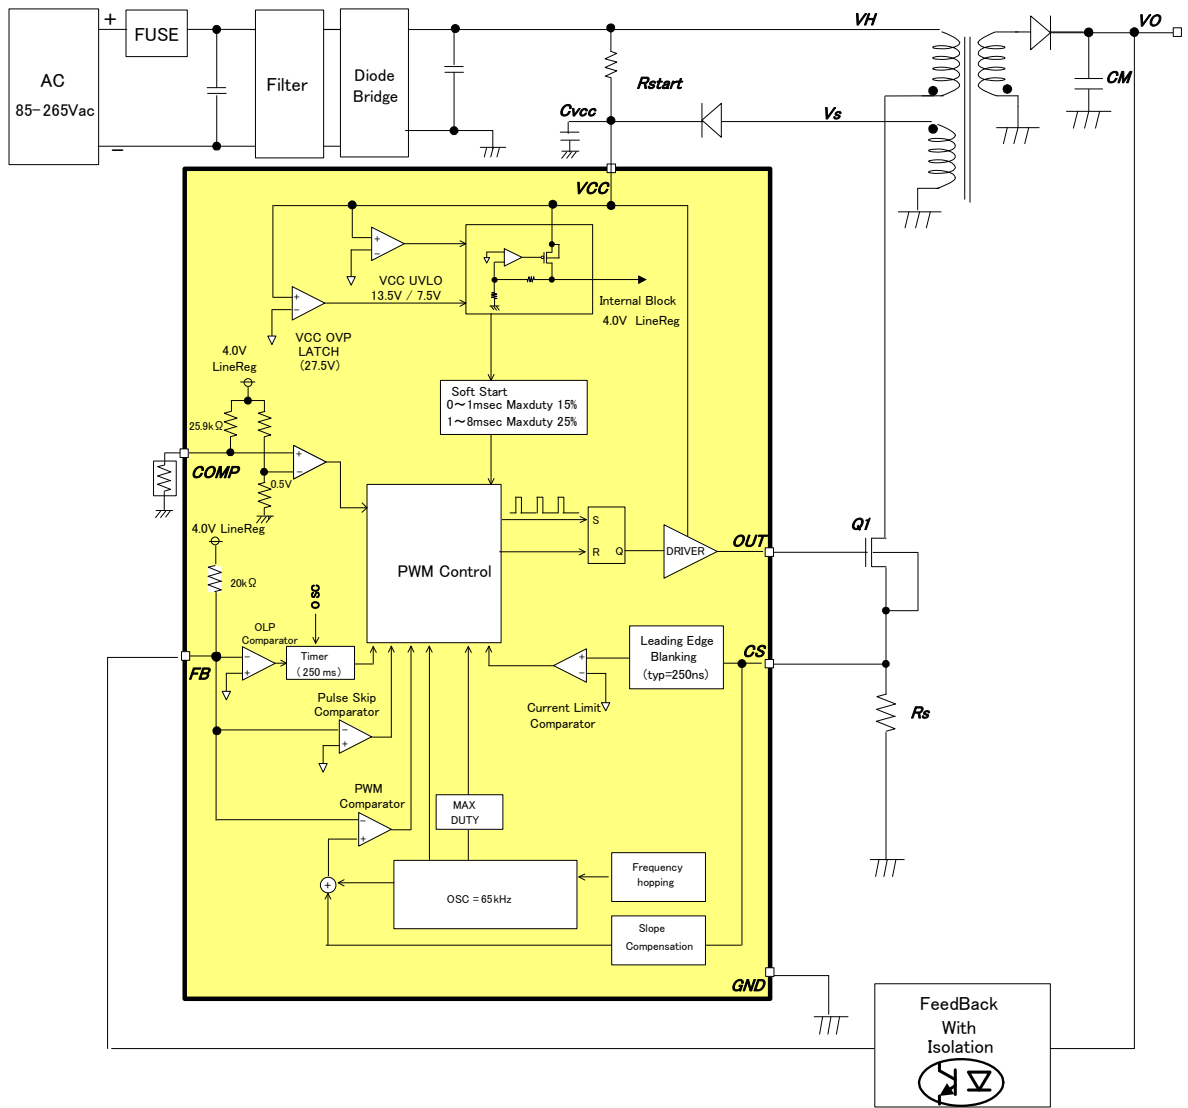 AC
85-265Vac
+
−
FUSE
Filter
Diode
Bridge
VH
VO
Rstart
CM
Cvcc
Vs
VCC
+
−
VCC UVLO
13.5V / 7.5V
+
−
VCC OVP
LATCH
(27.5V)
Internal Block
4.0V LineReg
4.0V
LineReg
Soft Start
0～1msec Maxduty 15%
1～8msec Maxduty 25%
25.9kΩ
COMP
+
−
0.5V
4.0V LineReg
20kΩ
PWM Control
S
R
Q
DRIVER
OUT
Q1
OSC
OLP
Comparator
−
+
Timer
(250 ms)
FB
Leading Edge
Blanking
(typ=250ns)
CS
+
−
Current Limit
Comparator
Rs
Pulse Skip
Comparator
−
+
PWM
Comparator
−
+
MAX
DUTY
+
OSC = 65kHz
Frequency
hopping
Slope
Compensation
GND
FeedBack
With
Isolation